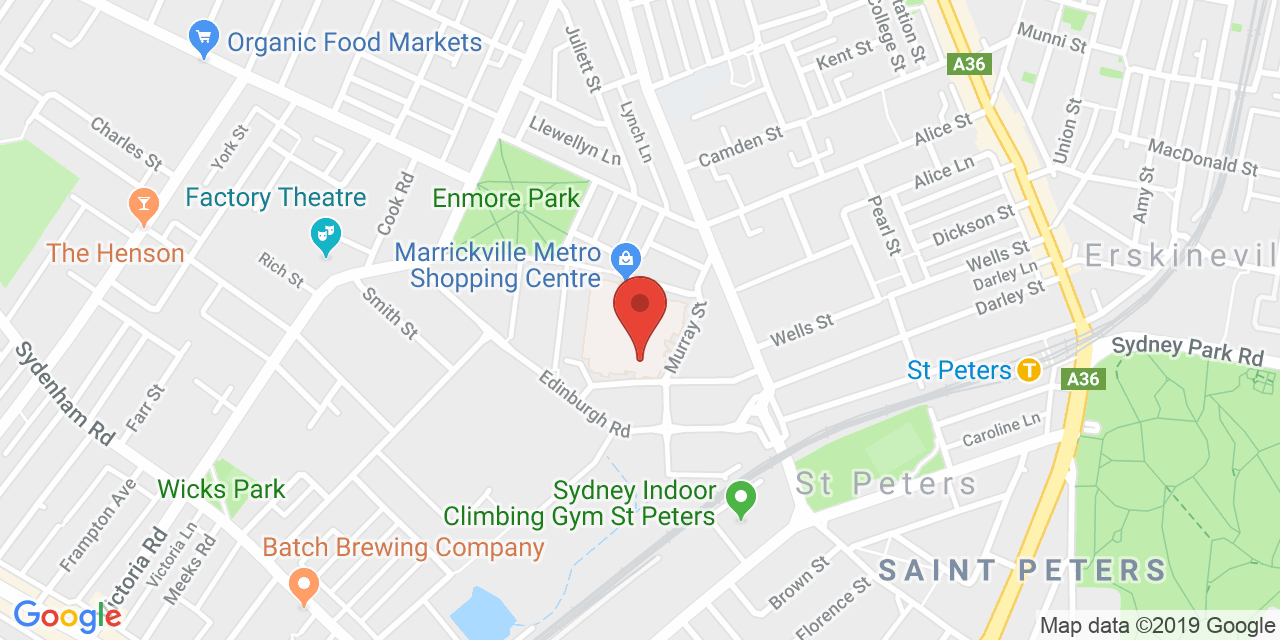 Organic Food Markets
Juliett St
Kent St
College St
Station St
Munni St
A36
Charles St
York St
Llewellyn Ln
Lynch Ln
Camden St
Alice St
Union St
MacDonald St
Factory Theatre
Cook Rd
Enmore Park
Alice Ln
Amy St
Pearl St
Dickson St
The Henson
Rich St
Marrickville Metro
Shopping Centre
Wells St
Darley Ln
Darley St
Erskinevil
Smith St
Murray St
Wells St
Sydney Park Rd
St Peters
T
A36
Sydenham Rd
Farr St
Edinburgh Rd
Caroline Ln
Wicks Park
St Peters
Sydney Indoor
Climbing Gym St Peters
Frampton Ave
Victoria Rd
Victoria Ln
Meeks Rd
Batch Brewing Company
SAINT PETERS
Brown St
Florence St
Google
Map data ©2019 Google